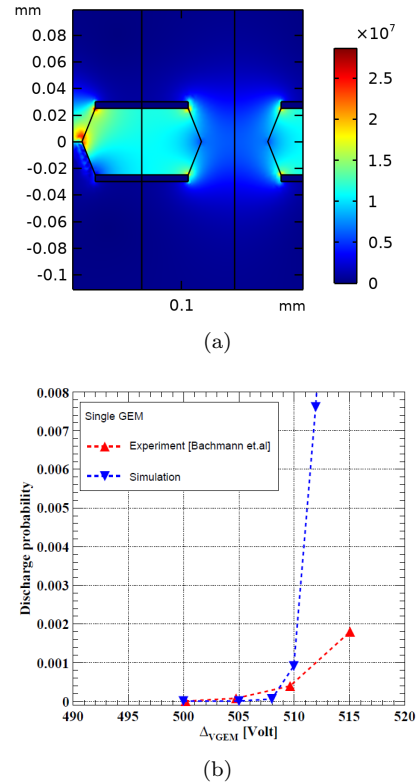 mm
×10⁷
0.08
0.06
0.04
0.02
0
-0.02
-0.04
-0.06
-0.08
-0.1
2.5
2
1.5
1
0.5
0
0.1
mm
(a)
0.008
0.007
0.006
0.005
0.004
0.003
0.002
0.001
0
Discharge probability
Single GEM
Experiment [Bachmann et.al]
Simulation
490 495 500 505 510 515 520
Δ_VGEM [Volt]
(b)